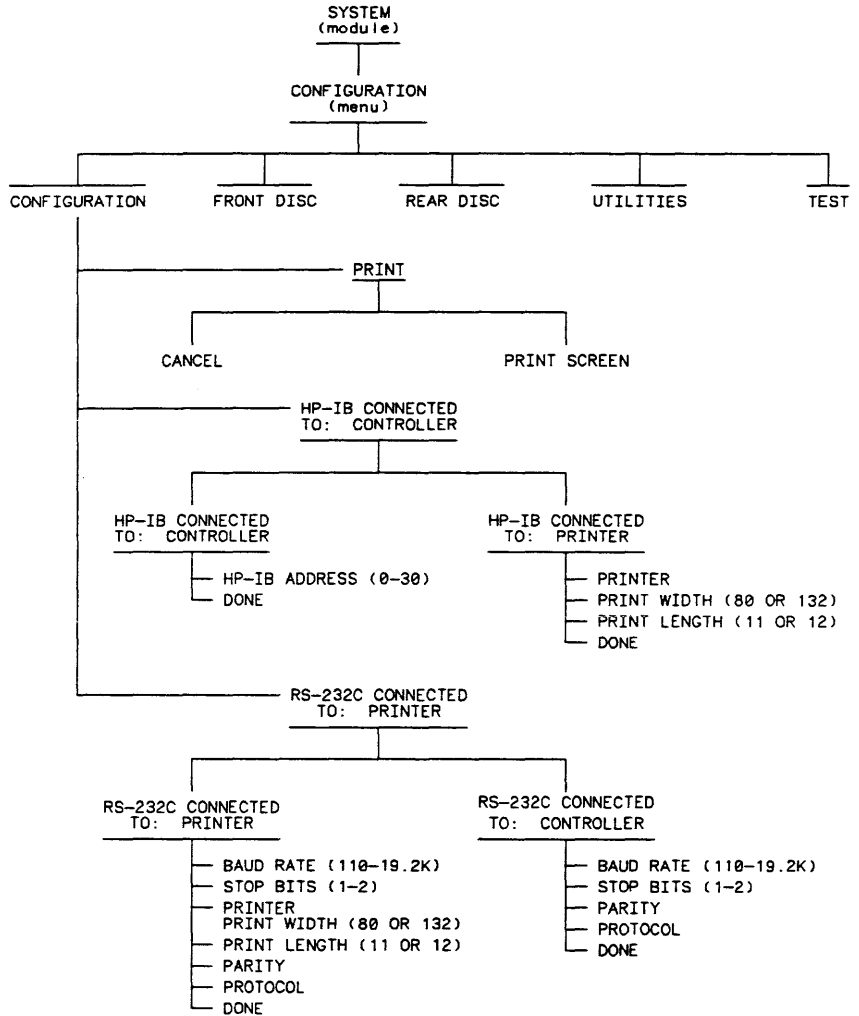 SYSTEM
(module)
CONFIGURATION
(menu)
CONFIGURATION
FRONT DISC
REAR DISC
UTILITIES
TEST
PRINT
CANCEL
PRINT SCREEN
HP-IB CONNECTED
TO: CONTROLLER
HP-IB CONNECTED
TO: CONTROLLER
HP-IB ADDRESS (0-30)
DONE
HP-IB CONNECTED
TO: PRINTER
PRINTER
PRINT WIDTH (80 OR 132)
PRINT LENGTH (11 OR 12)
DONE
RS-232C CONNECTED
TO: PRINTER
RS-232C CONNECTED
TO: PRINTER
BAUD RATE (110-19.2K)
STOP BITS (1-2)
PRINTER
PRINT WIDTH (80 OR 132)
PRINT LENGTH (11 OR 12)
PARITY
PROTOCOL
DONE
RS-232C CONNECTED
TO: CONTROLLER
BAUD RATE (110-19.2K)
STOP BITS (1-2)
PARITY
PROTOCOL
DONE